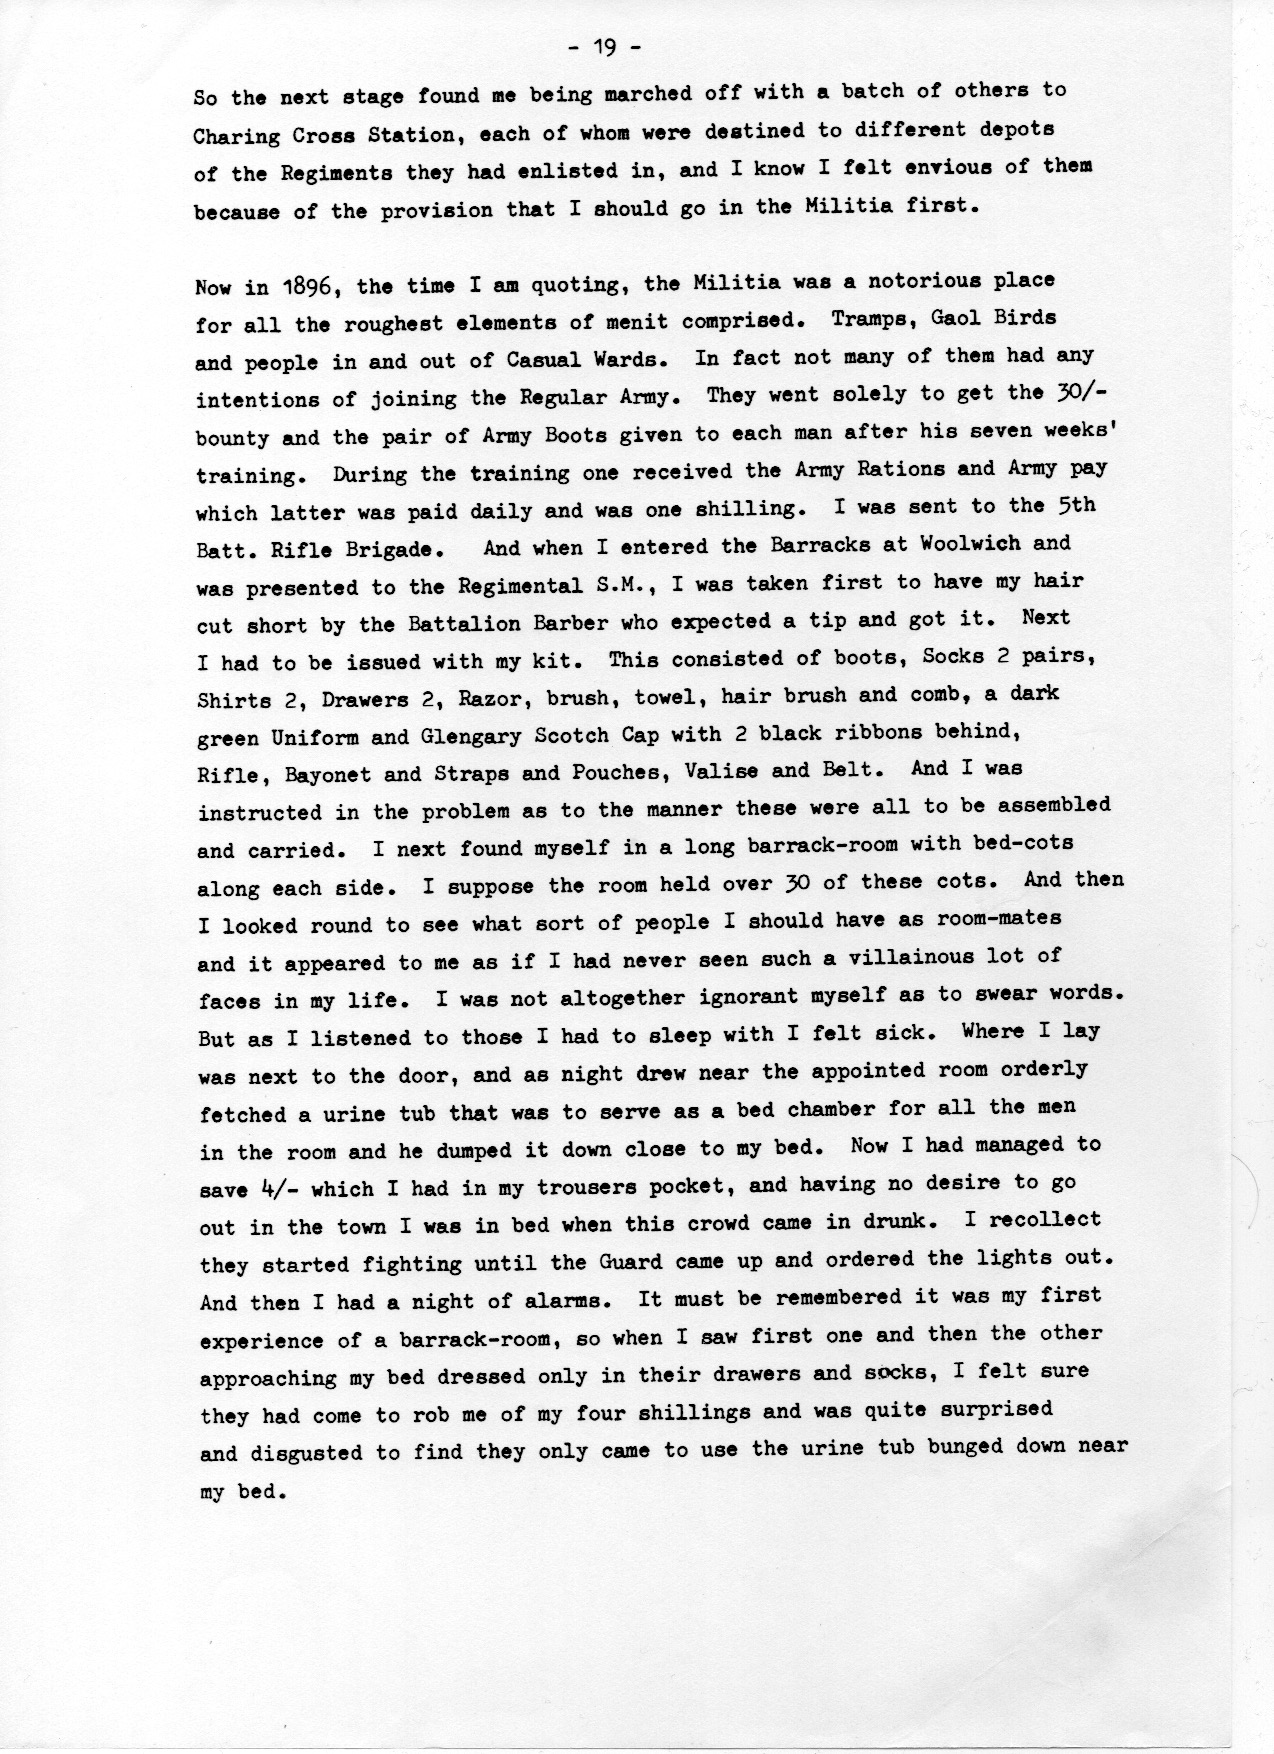 - 19 -
So the next stage found me being marched off with a batch of others to
Charing Cross Station, each of whom were destined to different depots
of the Regiments they had enlisted in, and I know I felt envious of them
because of the provision that I should go in the Militia first.
Now in 1896, the time I am quoting, the Militia was a notorious place
for all the roughest elements of menit comprised.  Tramps, Gaol Birds
and people in and out of Casual Wards.  In fact not many of them had any
intentions of joining the Regular Army.  They went solely to get the 30/-
bounty and the pair of Army Boots given to each man after his seven weeks'
training.  During the training one received the Army Rations and Army pay
which latter was paid daily and was one shilling.  I was sent to the 5th
Batt. Rifle Brigade.  And when I entered the Barracks at Woolwich and
was presented to the Regimental S.M., I was taken first to have my hair
cut short by the Battalion Barber who expected a tip and got it.  Next
I had to be issued with my kit.  This consisted of boots, Socks 2 pairs,
Shirts 2, Drawers 2, Razor, brush, towel, hair brush and comb, a dark
green Uniform and Glengary Scotch Cap with 2 black ribbons behind,
Rifle, Bayonet and Straps and Pouches, Valise and Belt.  And I was
instructed in the problem as to the manner these were all to be assembled
and carried.  I next found myself in a long barrack-room with bed-cots
along each side.  I suppose the room held over 30 of these cots.  And then
I looked round to see what sort of people I should have as room-mates
and it appeared to me as if I had never seen such a villainous lot of
faces in my life.  I was not altogether ignorant myself as to swear words.
But as I listened to those I had to sleep with I felt sick.  Where I lay
was next to the door, and as night drew near the appointed room orderly
fetched a urine tub that was to serve as a bed chamber for all the men
in the room and he dumped it down close to my bed.  Now I had managed to
save 4/- which I had in my trousers pocket, and having no desire to go
out in the town I was in bed when this crowd came in drunk.  I recollect
they started fighting until the Guard came up and ordered the lights out.
And then I had a night of alarms.  It must be remembered it was my first
experience of a barrack-room, so when I saw first one and then the other
approaching my bed dressed only in their drawers and socks, I felt sure
they had come to rob me of my four shillings and was quite surprised
and disgusted to find they only came to use the urine tub bunged down near
my bed.